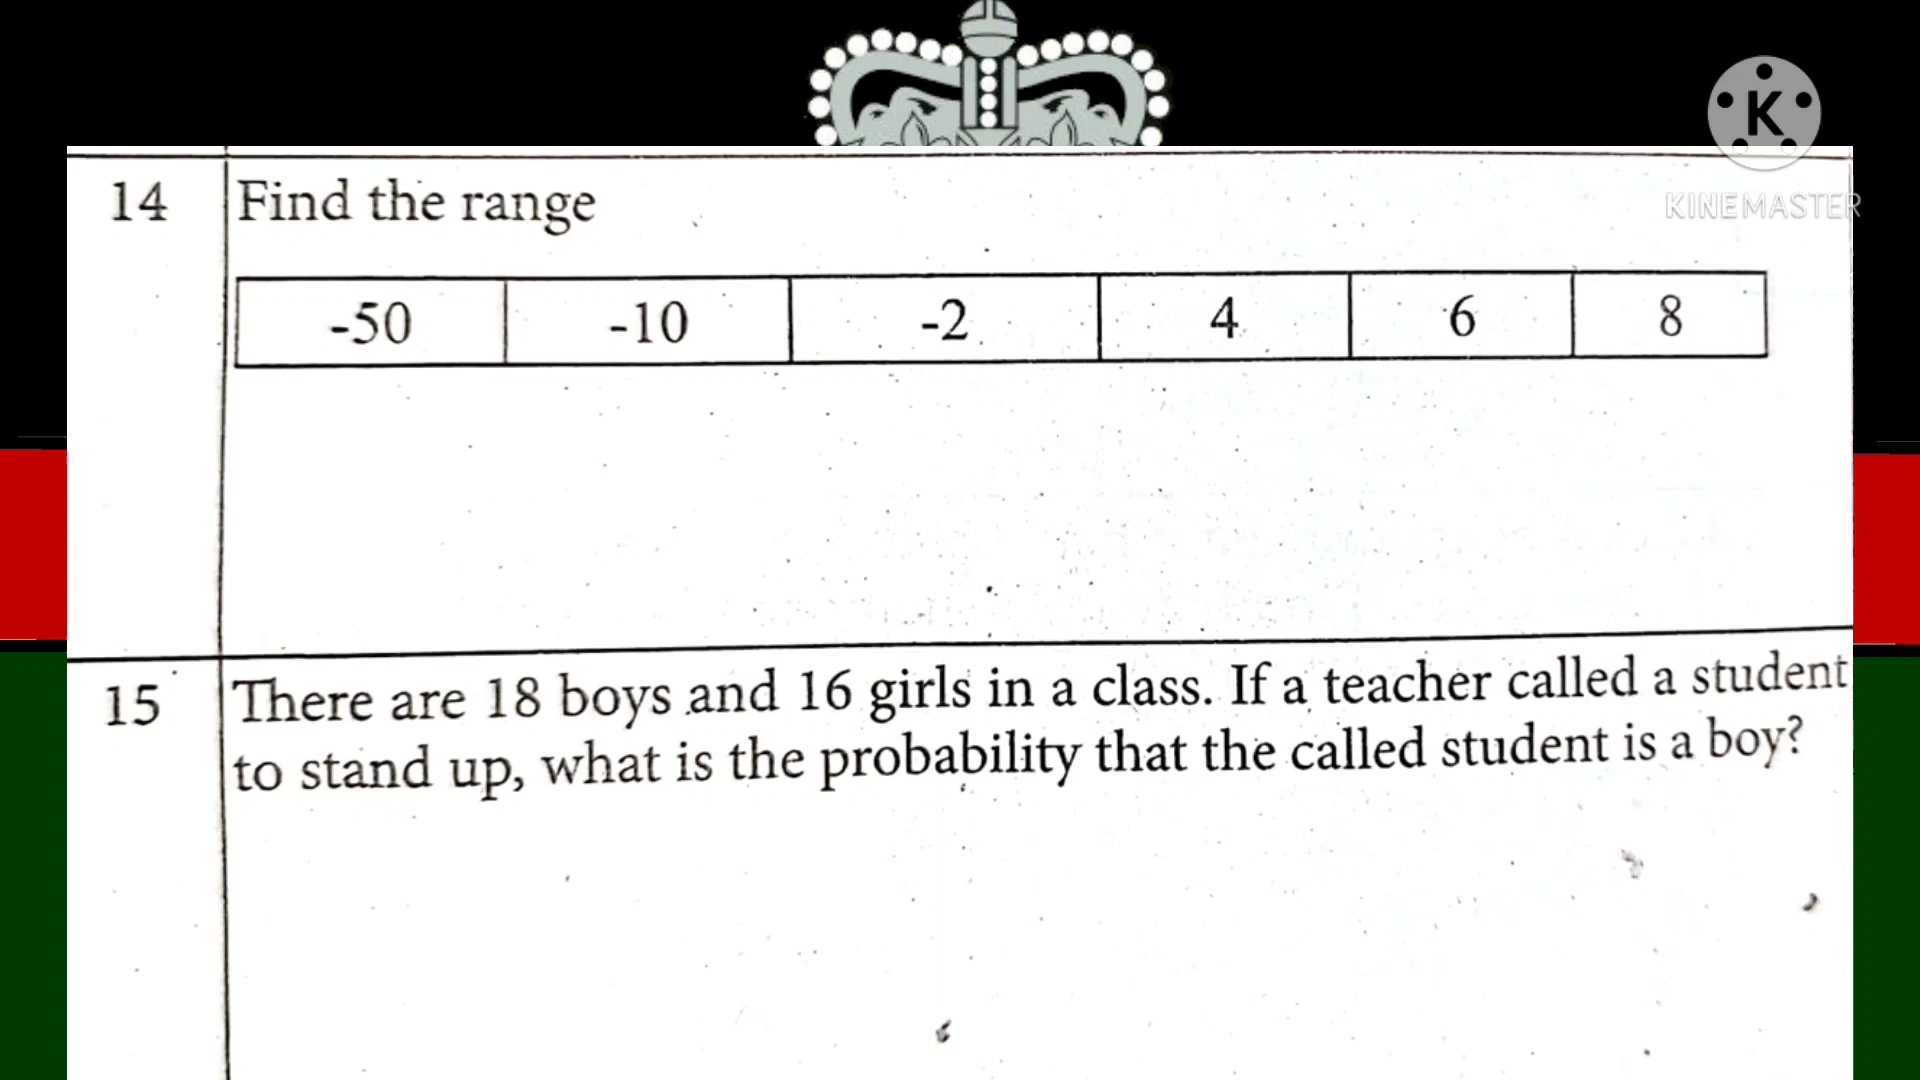 K
KINEMASTER
14 Find the range
-50 -10 -2 4 6 8
15 There are 18 boys and 16 girls in a class. If a teacher called a student
to stand up, what is the probability that the called student is a boy?